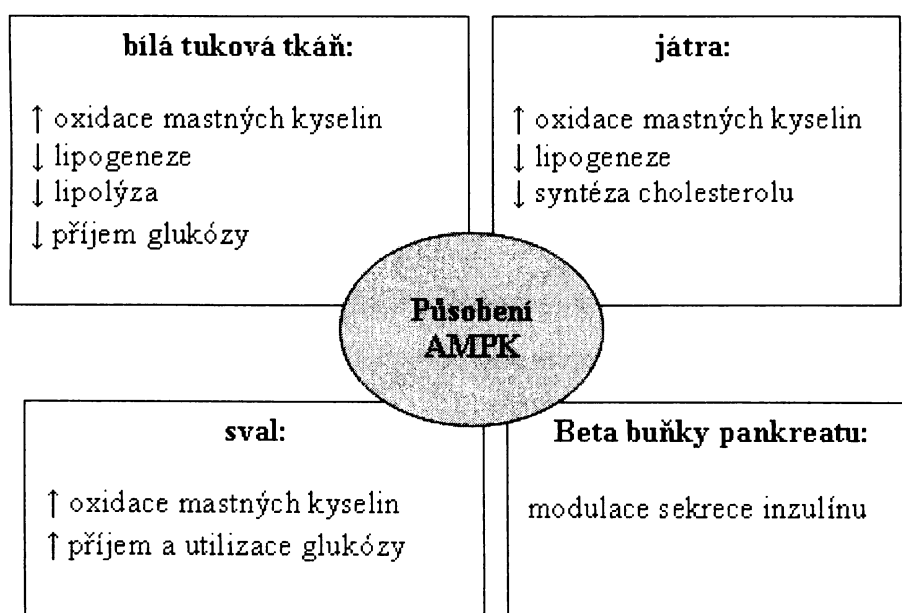 bílá tuková tkáň:
↑ oxidace mastných kyselin
↓ lipogeneze
↓ lipolýza
↓ příjem glukózy
játra:
↑ oxidace mastných kyselin
↓ lipogeneze
↓ syntéza cholesterolu
Působení
AMPK
sval:
↑ oxidace mastných kyselin
↑ příjem a utilizace glukózy
Beta buňky pankreatu:
modulace sekrece inzulínu